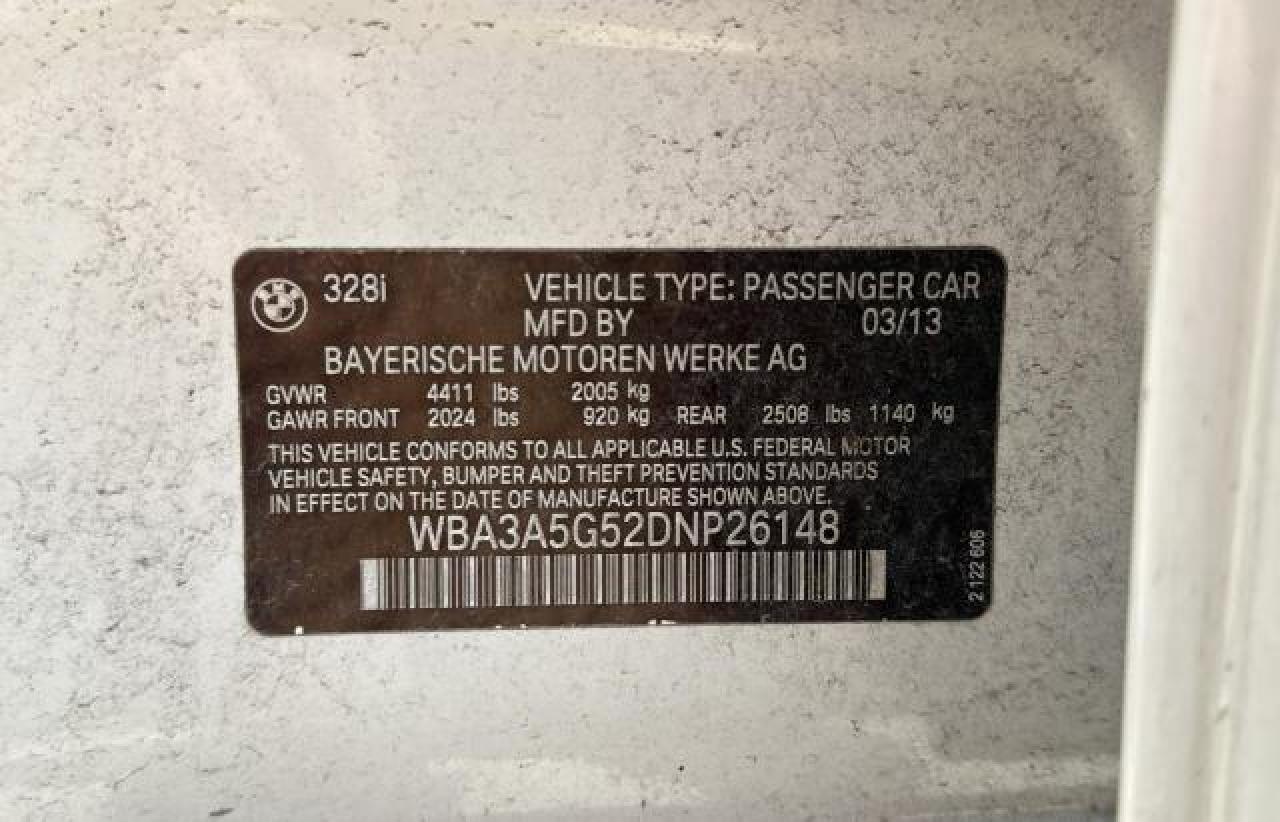 328i VEHICLE TYPE: PASSENGER CAR
MFD BY 03/13
BAYERISCHE MOTOREN WERKE AG
GVWR 4411 lbs 2005 kg
GAWR FRONT 2024 lbs 920 kg REAR 2508 lbs 1140 kg
THIS VEHICLE CONFORMS TO ALL APPLICABLE U.S. FEDERAL MOTOR
VEHICLE SAFETY, BUMPER AND THEFT PREVENTION STANDARDS
IN EFFECT ON THE DATE OF MANUFACTURE SHOWN ABOVE.
WBA3A5G52DNP26148
2 122 606